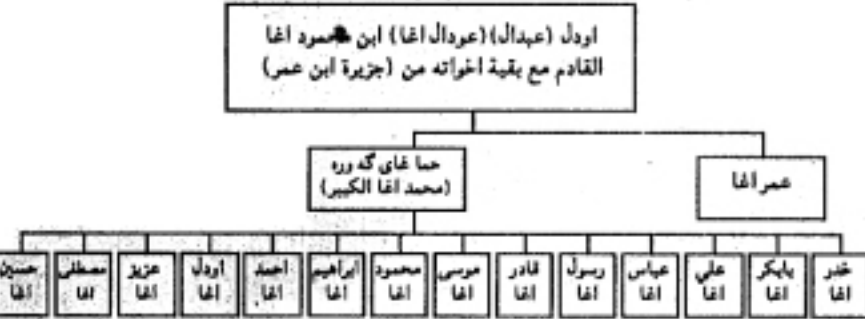 اودل (عبدال) (عودال اغا) ابن محمود اغا
القادم مع بقية اخواته من (جزيرة ابن عمر)
عمر اغا
حما غاى گه وره
(محمد اغا الكبير)
خدر
اغا
بابكر
اغا
علي
اغا
عباس
اغا
رسول
اغا
قادر
اغا
موسى
اغا
محمود
اغا
ابراهيم
اغا
احمد
اغا
اودل
اغا
عزيز
اغا
مصطفى
اغا
حسين
اغا